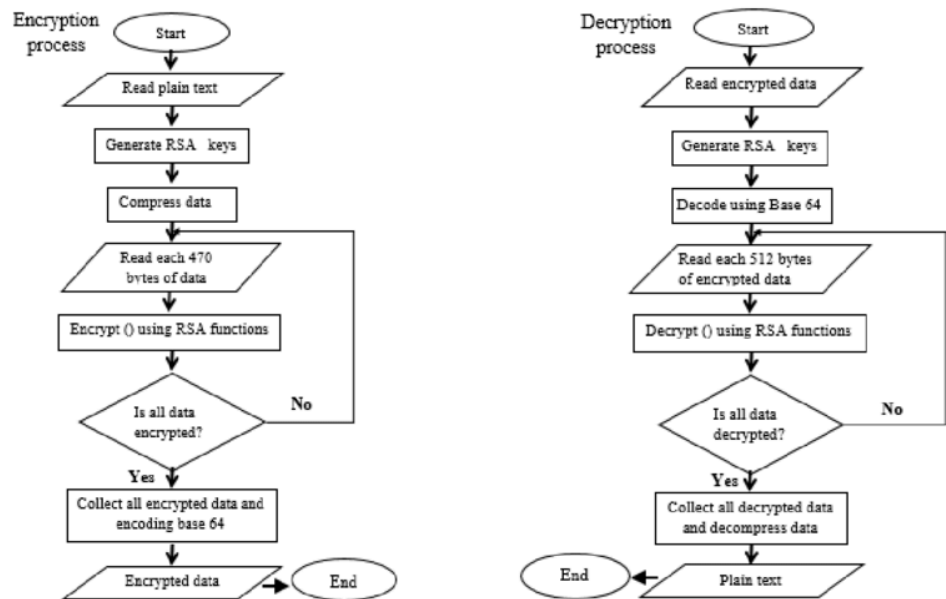 Encryption
process
Start
Read plain text
Generate RSA keys
Compress data
Read each 470
bytes of data
Encrypt () using RSA functions
Is all data
encrypted?
No
Yes
Collect all encrypted data and
encoding base 64
Encrypted data
End
Decryption
process
Start
Read encrypted data
Generate RSA keys
Decode using Base 64
Read each 512 bytes
of encrypted data
Decrypt () using RSA functions
Is all data
decrypted?
No
Yes
Collect all decrypted data
and decompress data
Plain text
End